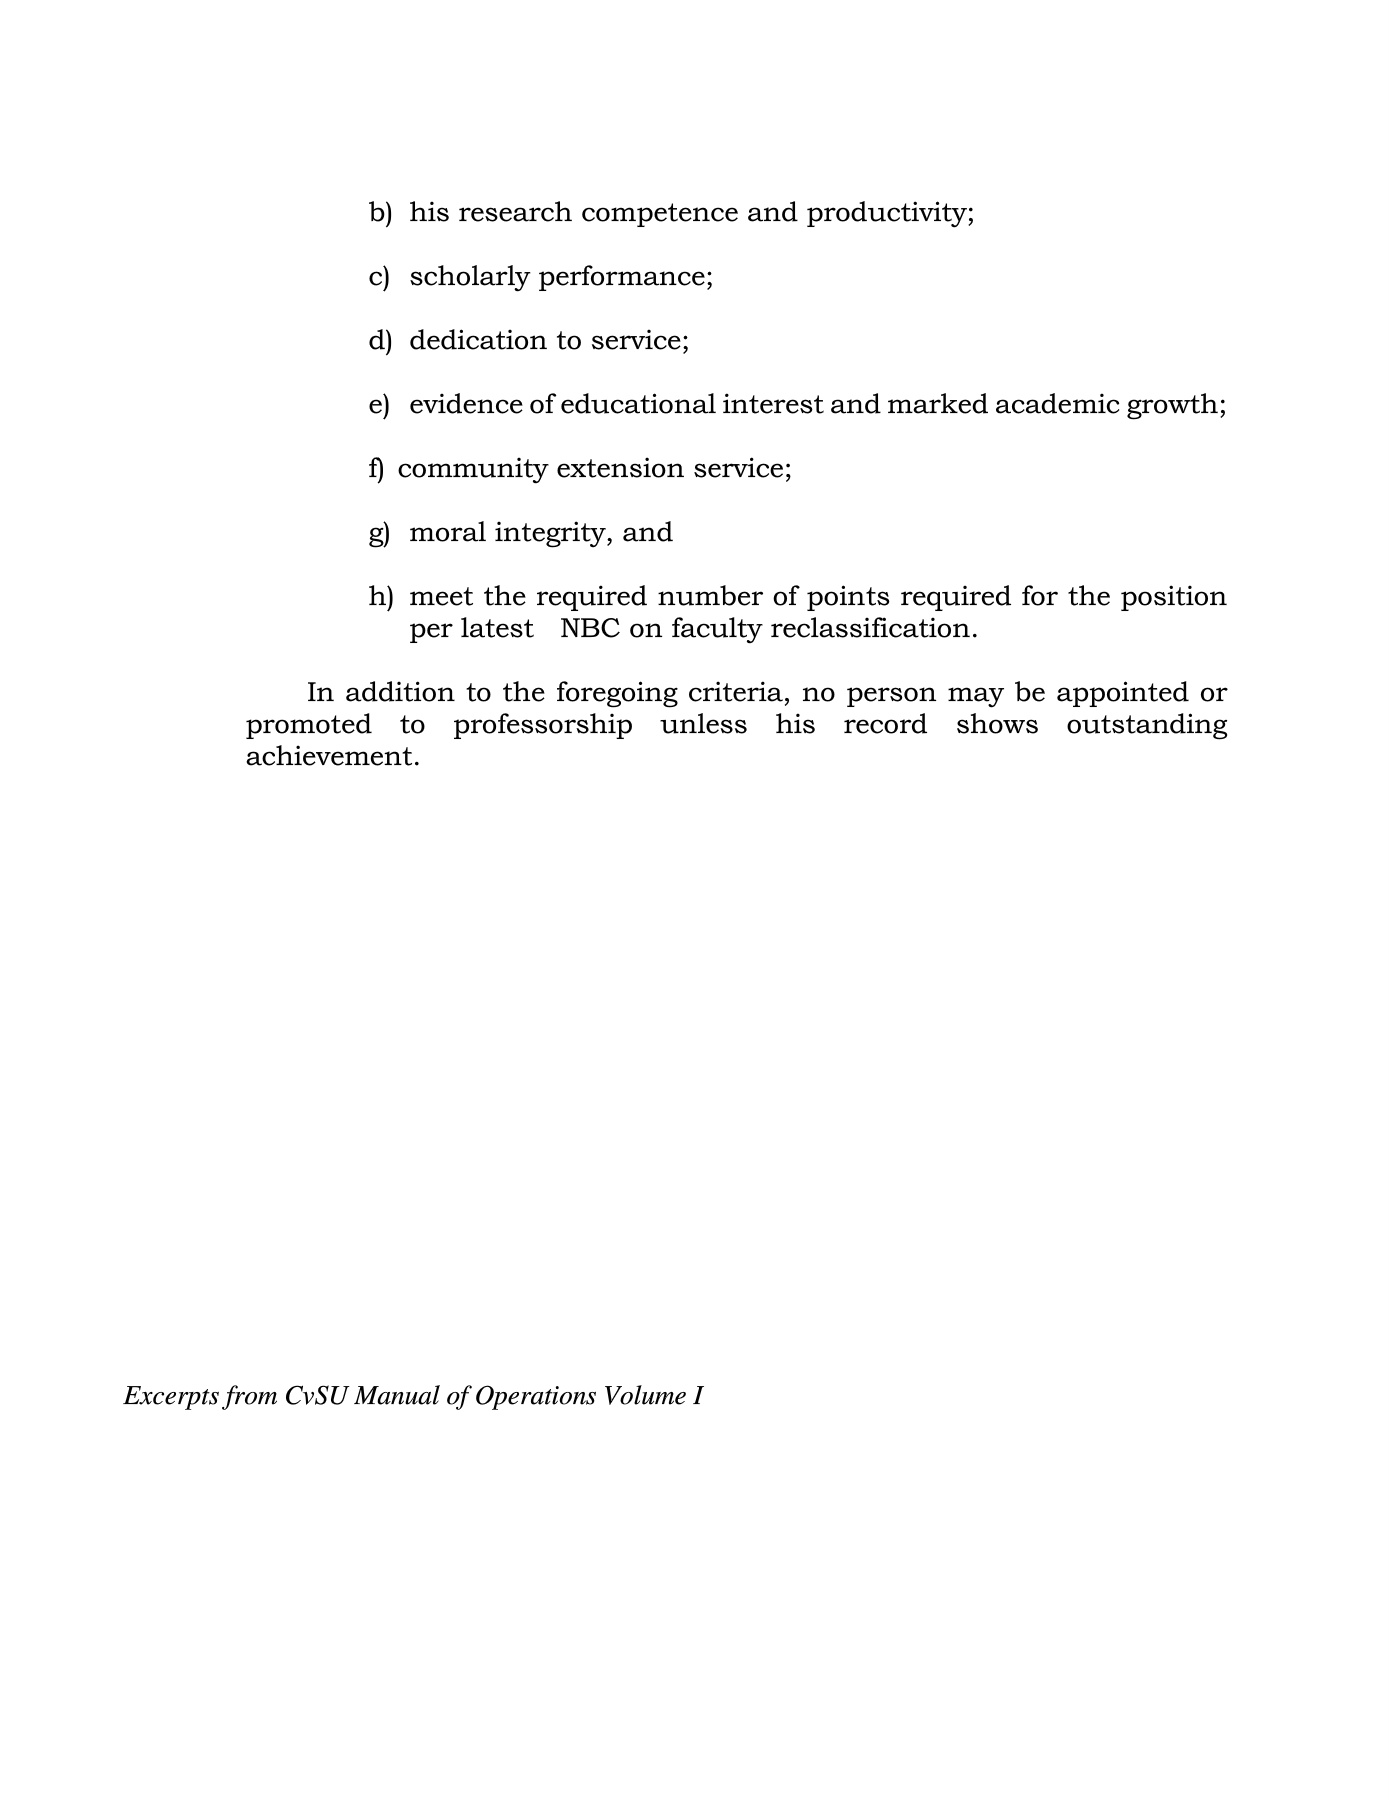 b) his research competence and productivity;
c) scholarly performance;
d) dedication to service;
e) evidence of educational interest and marked academic growth;
f) community extension service;
g) moral integrity, and
h) meet the required number of points required for the position
per latest NBC on faculty reclassification.
In addition to the foregoing criteria, no person may be appointed or
promoted to professorship unless his record shows outstanding
achievement.
Excerpts from CvSU Manual of Operations Volume I